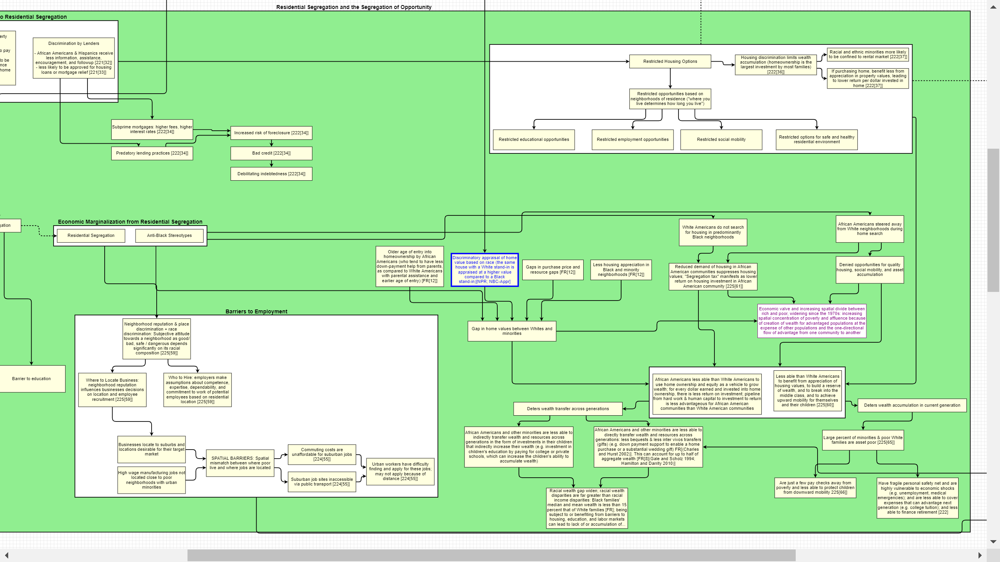 Residential Segregation and the Segregation of Opportunity
o Residential Segregation
erty
o pay
to be
nce
home
Discrimination by Lenders
- African Americans & Hispanics receive
less information, assistance,
encouragement, and followup [221[32]]
- less likely to be approved for housing
loans or mortgage relief [221[33]]
Restricted Housing Options
Housing discrimination limits wealth
accumulation (homeownership is the
largest investment by most families)
[222[36]]
Racial and ethnic minorities more likely
to be confined to rental market [222[37]]
If purchasing home, benefit less from
appreciation in property values, leading
to lower return per dollar invested in
home [222[37]]
Restricted opportunities based on
neighborhoods of residence ("where you
live determines how long you live")
Restricted educational opportunities
Restricted employment opportunities
Restricted social mobility
Restricted options for safe and healthy
residential environment
Subprime mortgages: higher fees, higher
interest rates [222[34]]
Predatory lending practices [222[34]]
Increased risk of foreclosure [222[34]]
Bad credit [222[34]]
Debilitating indebtedness [222[34]]
gation
Economic Marginalization from Residential Segregation
Residential Segregation
Anti-Black Stereotypes
White Americans do not search
for housing in predominantly
Black neighborhoods
African Americans steered away
from White neighborhoods during
home search
Older age of entry into
homeownership by African
Americans (who tend to have less
down-payment help from parents,
as compared to White Americans
with parental assistance and
earlier age of entry) [FR[12]]
Discriminatory appraisal of home
value based on race (the same
house with a White stand-in is
appraised at a higher value
compared to a Black
stand-in)[NPR; NBC-Appr]
Gaps in purchase price and
resource gaps [FR[12]]
Less housing appreciation in
Black and minority
neighborhoods [FR[12]]
Reduced demand of housing in African
American communities suppresses housing
values; "Segregation tax" manifests as lower
return on housing investment in African
American community [225[61]]
Denied opportunities for quality
housing, social mobility, and asset
accumulation
Economic valve and increasing spatial divide between
rich and poor, widening since the 1970s: increasing
spatial concentration of poverty and affluence because
of creation of wealth for advantaged populations at the
expense of other populations and the one-directional
flow of advantage from one community to another
Gap in home values between Whites and
minorities
Barriers to Employment
Neighborhood reputation & place
discrimination + race
discrimination: Subjective attitude
towards a neighborhood as good/
bad, safe / dangerous depends
significantly on its racial
composition [225[59]]
Barrier to education
Where to Locate Business:
neighborhood reputation
influences businesses decisions
on location and employee
recruitment [225[59]]
Who to Hire: employers make
assumptions about competence,
expertise, dependability, and
commitment to work of potential
employees based on residential
location [225[59]]
Businesses locate to suburbs and
locations desirable for their target
market
High wage manufacturing jobs not
located close to poor
neighborhoods with urban
minorities
SPATIAL BARRIERS: Spatial
mismatch between where poor
live and where jobs are located
Commuting costs are
unaffordable for suburban jobs
[224[55]]
Suburban job sites inaccessible
via public transport [224[55]]
Urban workers have difficulty
finding and apply for these jobs;
may not apply because of
distance [224[55]]
African Americans less able than White Americans to
use home ownership and equity as a vehicle to grow
wealth; for every dollar earned and invested into home
ownership, there is less return on investment; pipeline
from hard work & human capital to investment to return
is less advantageous for African American
communities than White American communities
Less able than White Americans
to benefit from appreciation of
housing values, to build a reserve
of wealth, and to break into the
middle class, and to achieve
upward mobility for themselves
and their children [225[60]]
Deters wealth transfer across generations
Deters wealth accumulation in current generation
African Americans and other minorities are less able to
indirectly transfer wealth and resources across
generations in the form of investments in their children
that indirectly increase their wealth (e.g. investment in
children's education by paying for college or private
schools, which can increase the children's ability to
accumulate wealth)
African Americans and other minorities are less able to
directly transfer wealth and resources across
generations: less bequests & less inter vivos transfers
(gifts) (e.g. down payment support to enable a home
purchase or a substantial wedding gift) FR[(Charles
and Hurst 2002)]. This can account for up to half of
aggregate wealth [FR[8](Gale and Scholz 1994;
Hamilton and Darrity 2010)]
Large percent of minorities & poor White
families are asset poor [225[65]]
Are just a few pay checks away from
poverty and less able to protect children
from downward mobility 225[66]]
Have fragile personal safety net and are
highly vulnerable to economic shocks
(e.g. unemployment, medical
emergencies); and are less able to cover
expenses that can advantage next
generation (e.g. college tuition); and less
able to finance retirement [222]
Racial wealth gap widen; racial wealth
disparities are far greater than racial
income disparities: Black families'
median and mean wealth is less than 15
percent that of White families [FR]; being
subject to or benefiting from barriers to
housing, education, and labor markets
can lead to lack of or accumulation of...